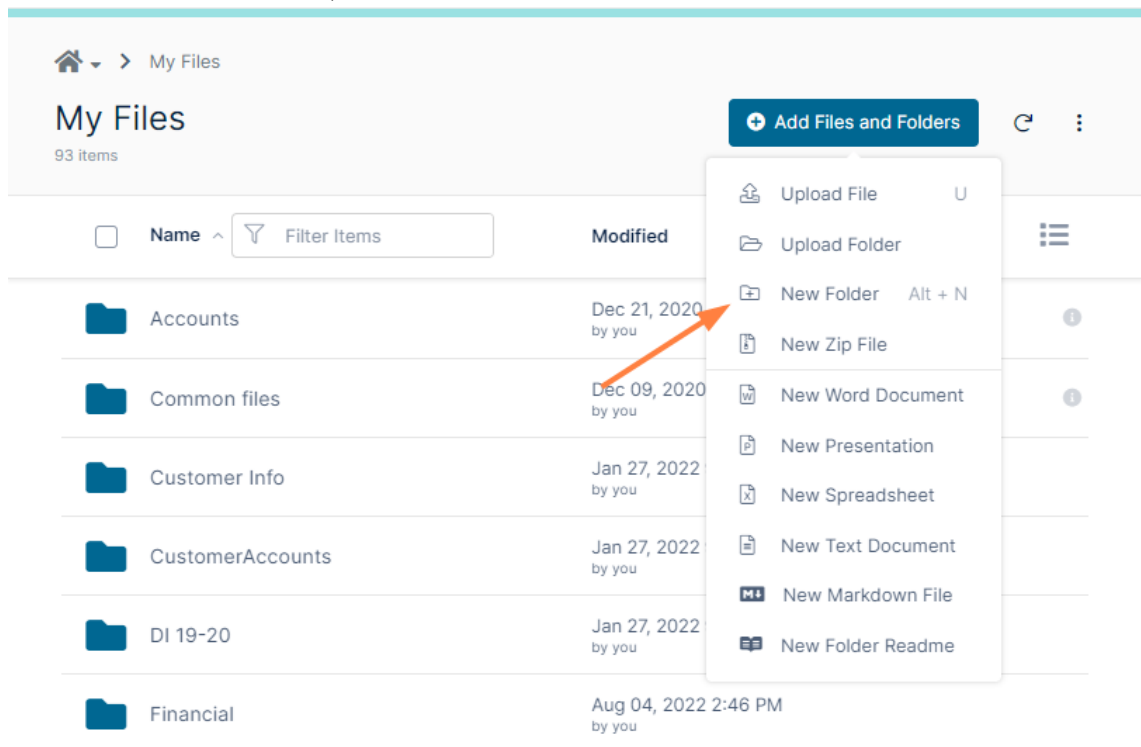 My Files
My Files
93 items
Add Files and Folders
Name
Filter Items
Modified
Upload File U
Upload Folder
New Folder Alt + N
New Zip File
New Word Document
New Presentation
New Spreadsheet
New Text Document
New Markdown File
New Folder Readme
Accounts
Dec 21, 2020
by you
Common files
Dec 09, 2020
by you
Customer Info
Jan 27, 2022
by you
CustomerAccounts
Jan 27, 2022
by you
DI 19-20
Jan 27, 2022
by you
Financial
Aug 04, 2022 2:46 PM
by you